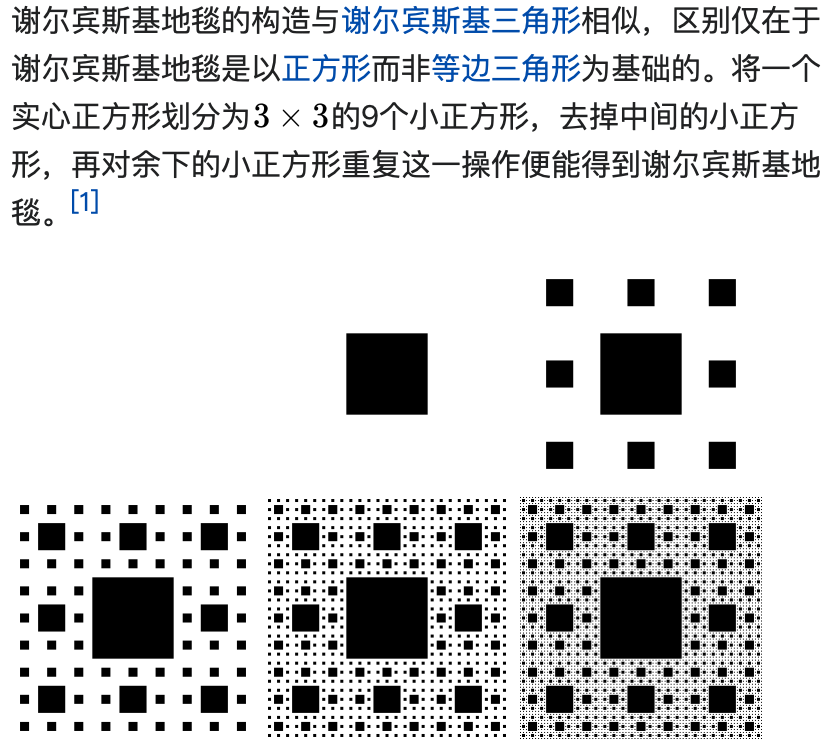 谢尔宾斯基地毯的构造与谢尔宾斯基三角形相似，区别仅在于
谢尔宾斯基地毯是以正方形而非等边三角形为基础的。将一个
实心正方形划分为3 × 3的9个小正方形，去掉中间的小正方
形，再对余下的小正方形重复这一操作便能得到谢尔宾斯基地
毯。[1]